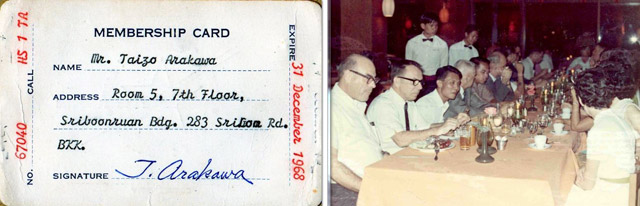 MEMBERSHIP CARD
NAME Mr. Taizo Arakawa
ADDRESS Room 5, 7th Floor,
Sriboonruan Bdg. 283 Silom Rd.
BKK.
SIGNATURE T. Arakawa
NO. 67040 CALL HS 1 TA
EXPIRE 31 December 1968